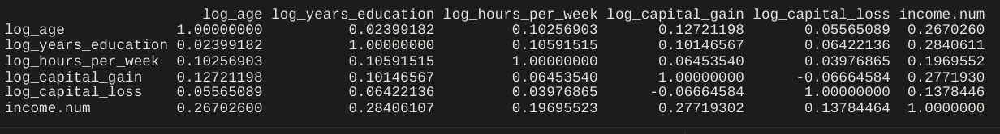 log_age log_years_education log_hours_per_week log_capital_gain log_capital_loss income.num
log_age 1.00000000 0.02399182 0.10256903 0.12721198 0.05565089 0.2670260
log_years_education 0.02399182 1.00000000 0.10591515 0.10146567 0.06422136 0.2840611
log_hours_per_week 0.10256903 0.10591515 1.00000000 0.06453540 0.03976865 0.1969552
log_capital_gain 0.12721198 0.10146567 0.06453540 1.00000000 -0.06664584 0.2771930
log_capital_loss 0.05565089 0.06422136 0.03976865 -0.06664584 1.00000000 0.1378446
income.num 0.26702600 0.28406107 0.19695523 0.27719302 0.13784464 1.0000000